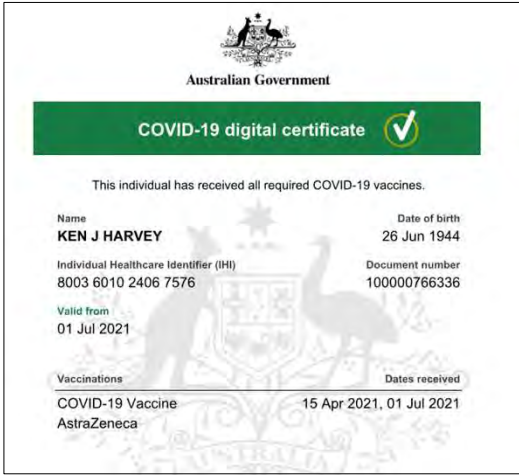 Australian Government
COVID-19 digital certificate
This individual has received all required COVID-19 vaccines.
Name
Date of birth
KEN J HARVEY
26 Jun 1944
Individual Healthcare Identifier (IHI)
Document number
8003 6010 2406 7576
100000766336
Valid from
01 Jul 2021
Vaccinations
Dates received
COVID-19 Vaccine
15 Apr 2021, 01 Jul 2021
AstraZeneca
AUSTRALIA